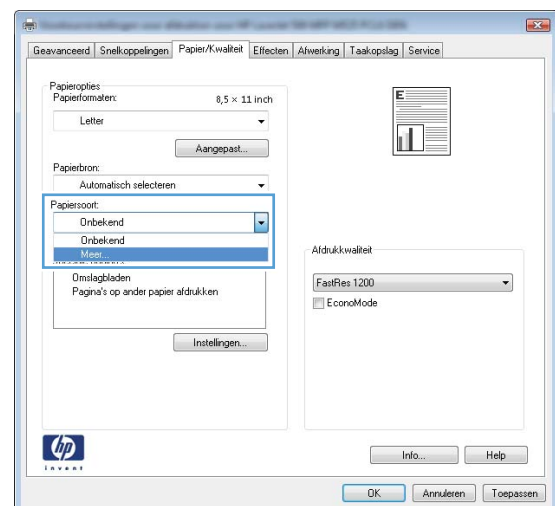 Geavanceerd Snelkoppelingen Papier/Kwaliteit Effecten Afwerking Taakopslag Service
Papieropties
Papierformaten:
8,5 × 11 inch
Letter
Aangepast...
Papierbron:
Automatisch selecteren
Papiersoort:
Onbekend
Onbekend
Meer...
Omslagbladen
Pagina's op ander papier afdrukken
Instellingen...
E
Afdrukkwaliteit
FastRes 1200
EconoMode
hp
invent
Info... Help
OK Annuleren Toepassen